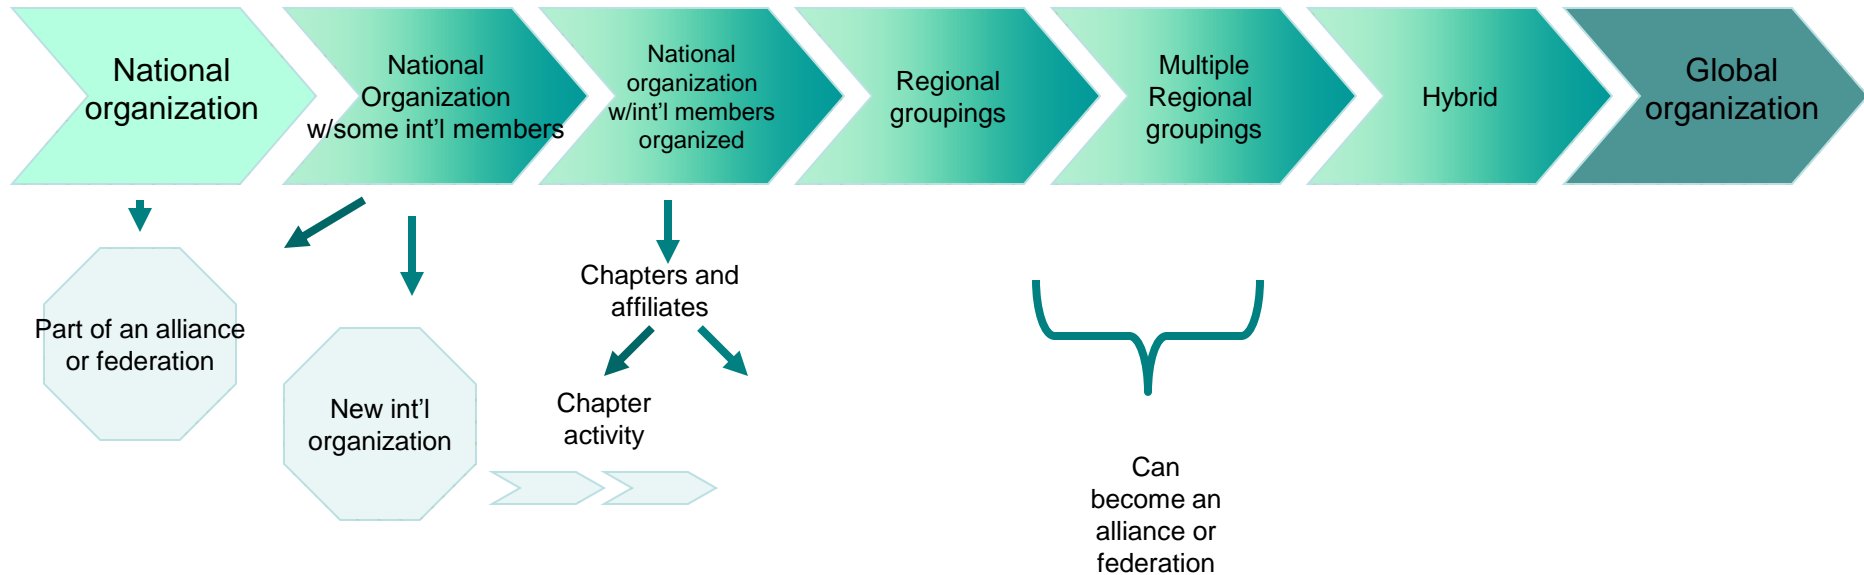 National
organization
National
Organization
w/some int’l members
National
organization
w/int’l members
organized
Regional
groupings
Multiple
Regional
groupings
Hybrid
Global
organization
Part of an alliance
or federation
New int’l
organization
Chapters and
affiliates
Chapter
activity
Can
become an
alliance or
federation